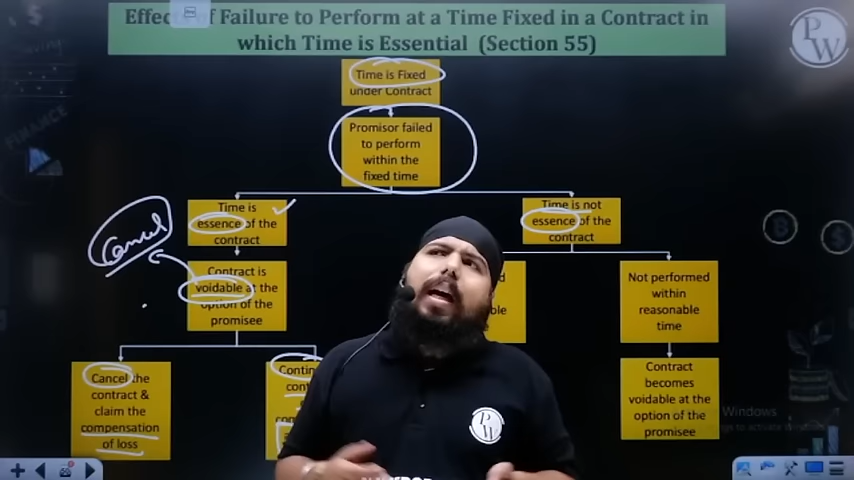 Effect of Failure to Perform at a Time Fixed in a Contract in
which Time is Essential (Section 55)
PW
Time is Fixed
under Contract
Promisor failed
to perform
within the
fixed time
Time is
essence of the
contract
Time is not
essence of the
contract
Cancel
Contract is
voidable at the
option of the
promisee
Not performed
within
reasonable
time
Cancel the
contract &
claim the
compensation
of loss
Contract
becomes
voidable at the
option of the
promisee
FINANCE
PW
Windows